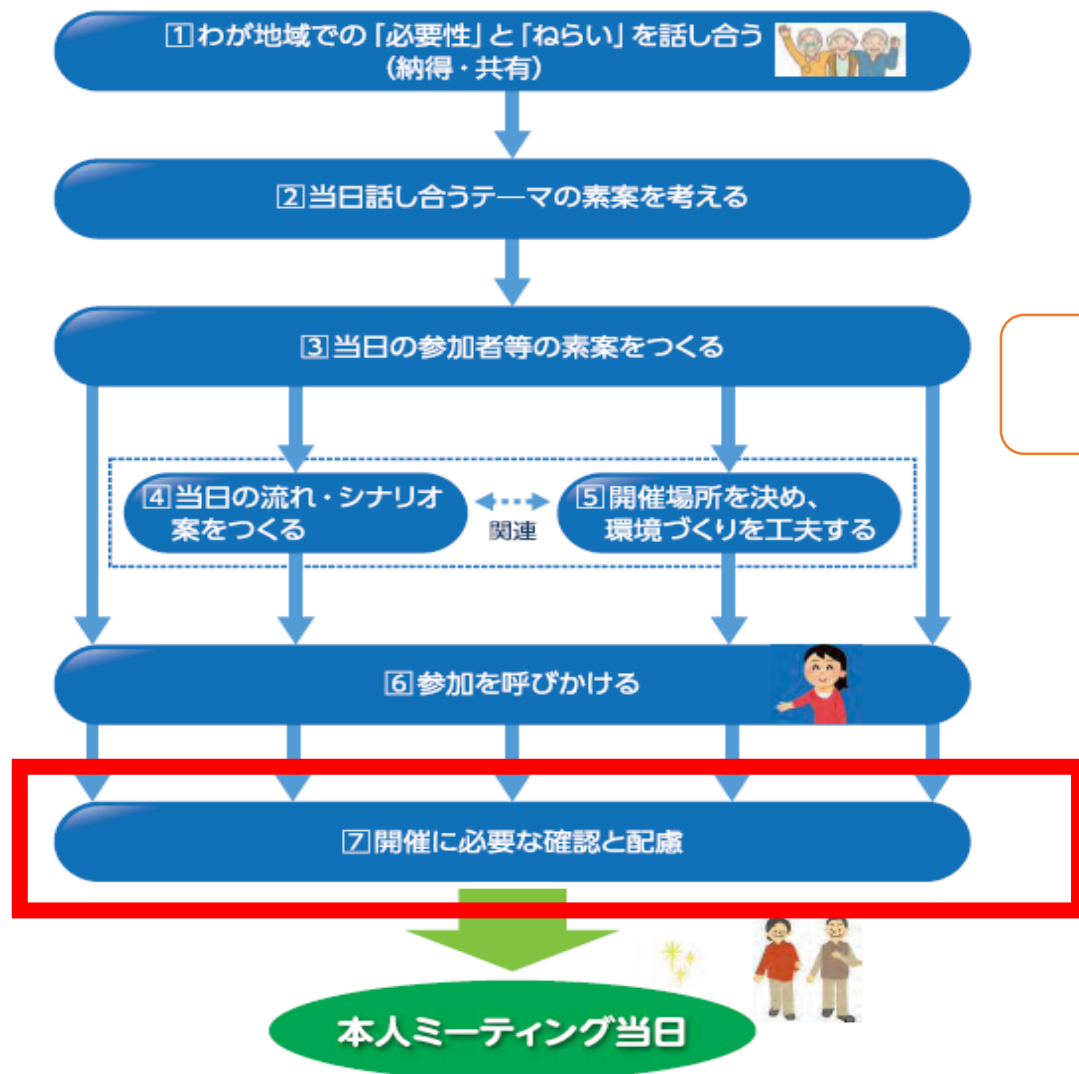 1わが地域での「必要性」と「ねらい」を話し合う
(納得・共有)
2当日話し合うテーマの素案を考える
3当日の参加者等の素案をつくる
4当日の流れ・シナリオ
案をつくる
関連
5開催場所を決め、
環境づくりを工夫する
6参加を呼びかける
7開催に必要な確認と配慮
本人ミーティング当日